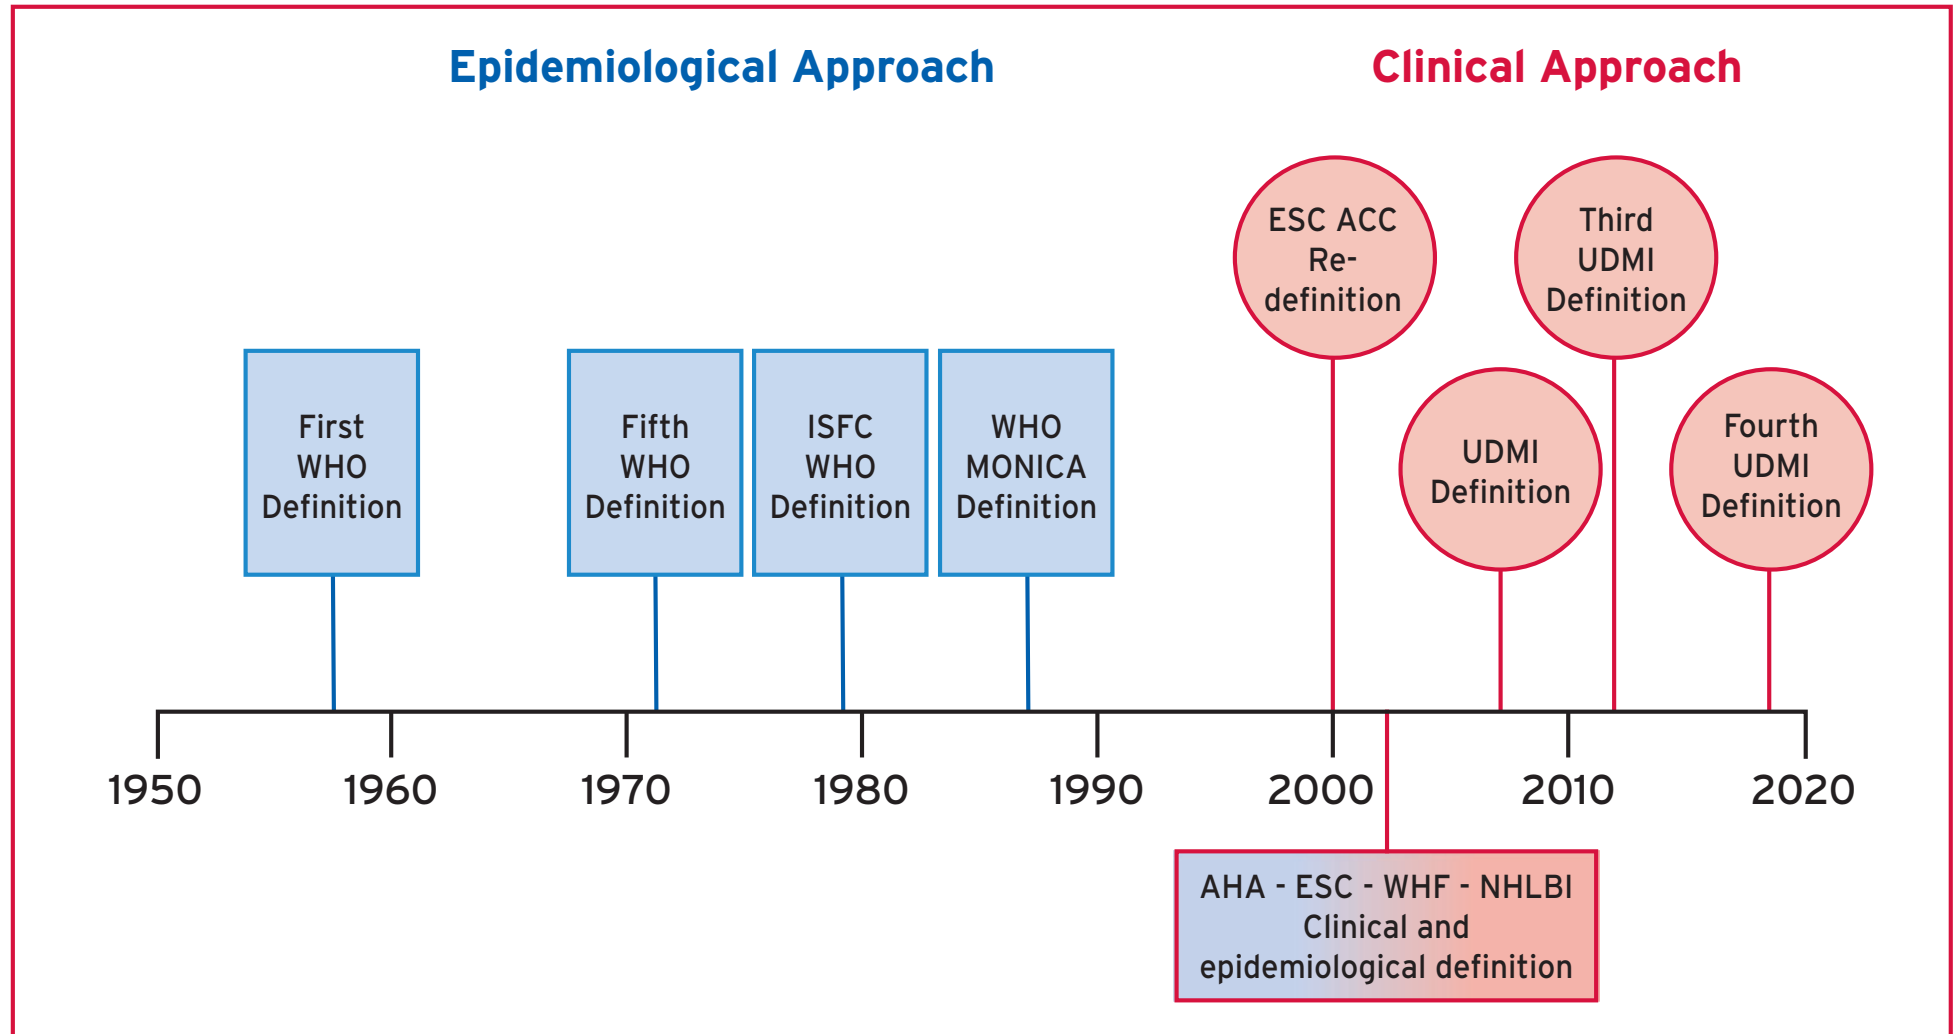 Epidemiological Approach
Clinical Approach
First
WHO
Definition
Fifth
WHO
Definition
ISFC
WHO
Definition
WHO
MONICA
Definition
ESC ACC
Re-
definition
UDMI
Definition
Third
UDMI
Definition
Fourth
UDMI
Definition
1950
1960
1970
1980
1990
2000
2010
2020
AHA - ESC - WHF - NHLBI
Clinical and
epidemiological definition